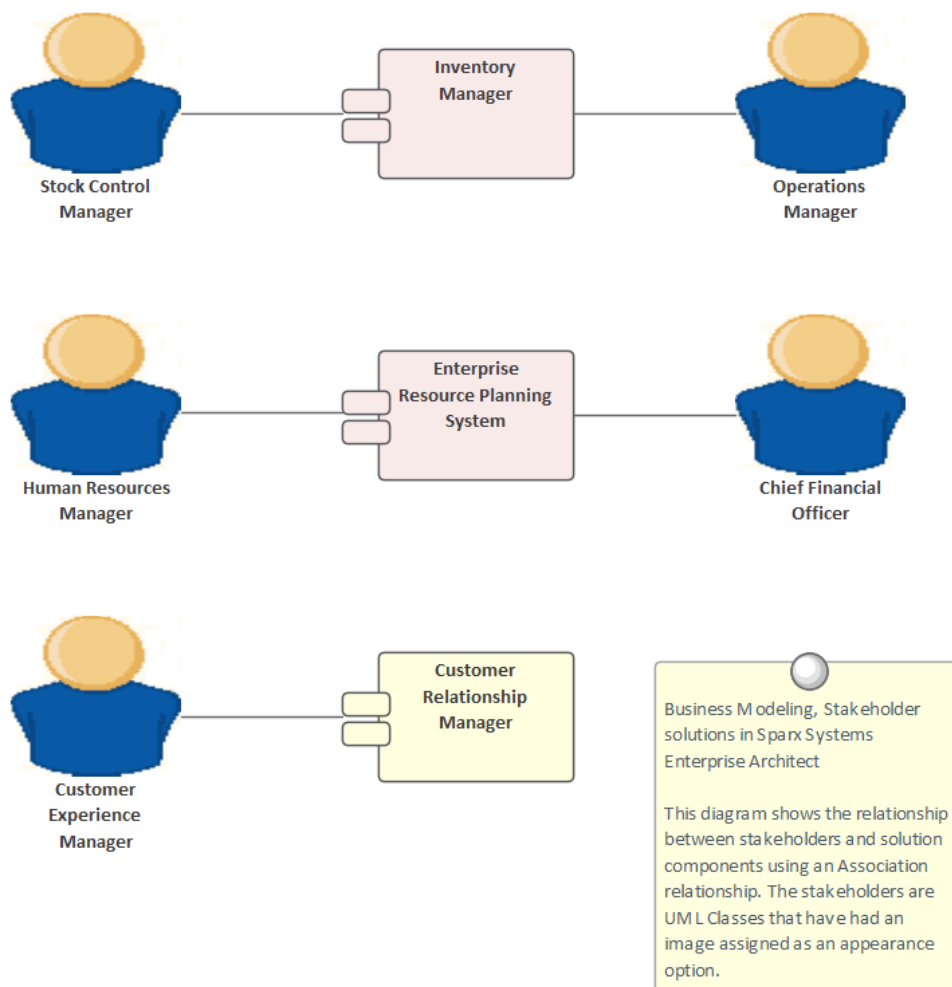 Inventory
Manager
Stock Control
Manager
Operations
Manager
Enterprise
Resource Planning
System
Human Resources
Manager
Chief Financial
Officer
Customer
Relationship
Manager
Customer
Experience
Manager
Business Modeling, Stakeholder
solutions in Sparx Systems
Enterprise Architect
This diagram shows the relationship
between stakeholders and solution
components using an Association
relationship. The stakeholders are
UML Classes that have had an
image assigned as an appearance
option.